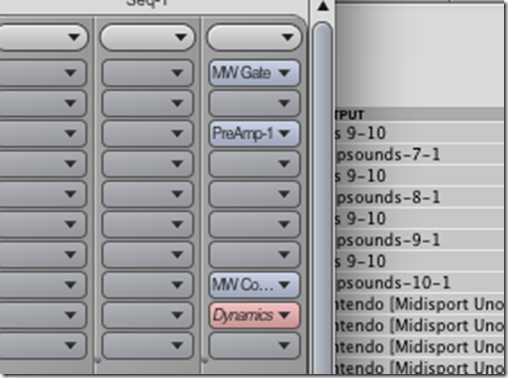 Seq-1
MW Gate
PreAmp-1
MW Co...
Dynamics
TPUT
s 9-10
psounds-7-1
s 9-10
psounds-8-1
s 9-10
psounds-9-1
s 9-10
psounds-10-1
ntendo [Midisport Uno
ntendo [Midisport Uno
ntendo [Midisport Uno
ntendo [Midisport Uno